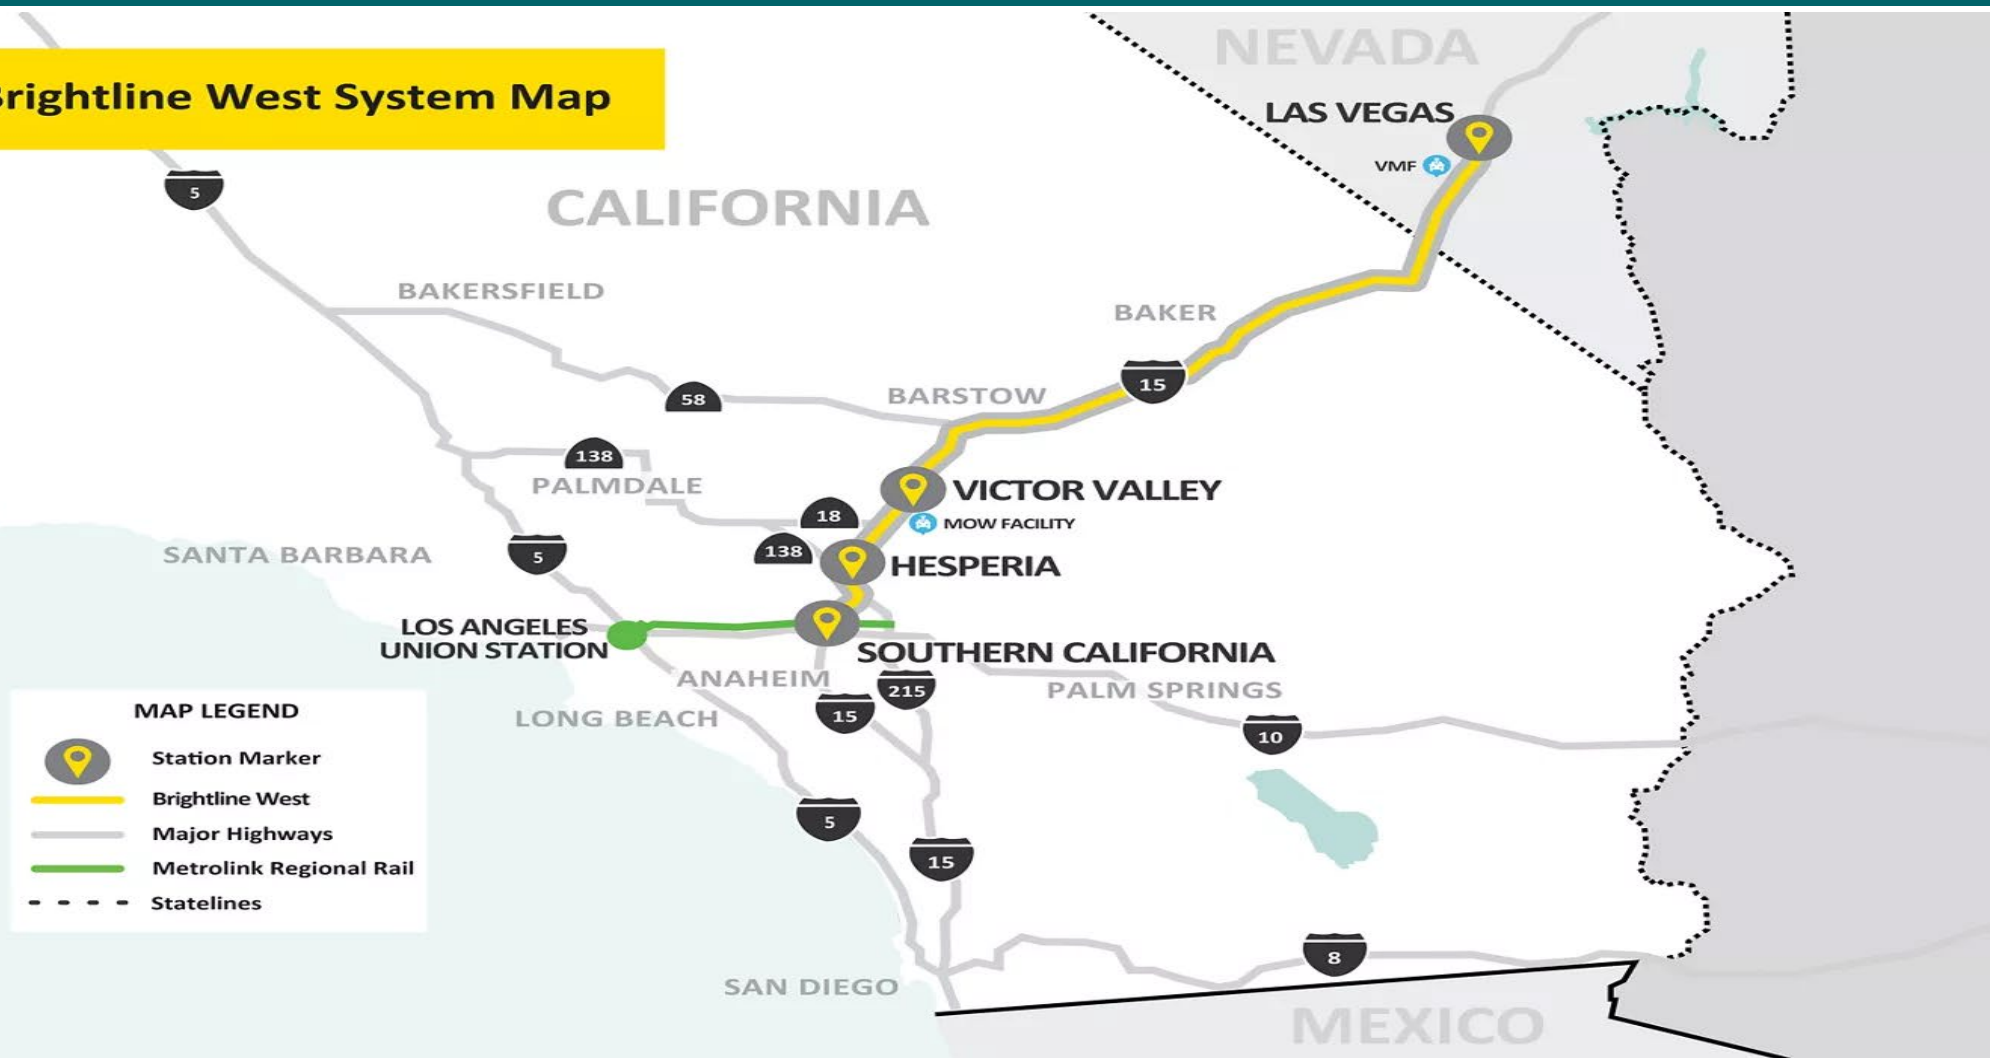 rightline West System Map
NEVADA
LAS VEGAS
VMF
5
CALIFORNIA
BAKERSFIELD
BAKER
15
58
BARSTOW
138
PALMDALE
VICTOR VALLEY
18
MOW FACILITY
138
5
SANTA BARBARA
HESPERIA
LOS ANGELES
UNION STATION
SOUTHERN CALIFORNIA
ANAHEIM
215
PALM SPRINGS
LONG BEACH
15
10
MAP LEGEND
Station Marker
Brightline West
Major Highways
Metrolink Regional Rail
Statelines
5
15
8
SAN DIEGO
MEXICO